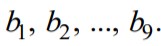 b₁, b₂, ..., b₉.